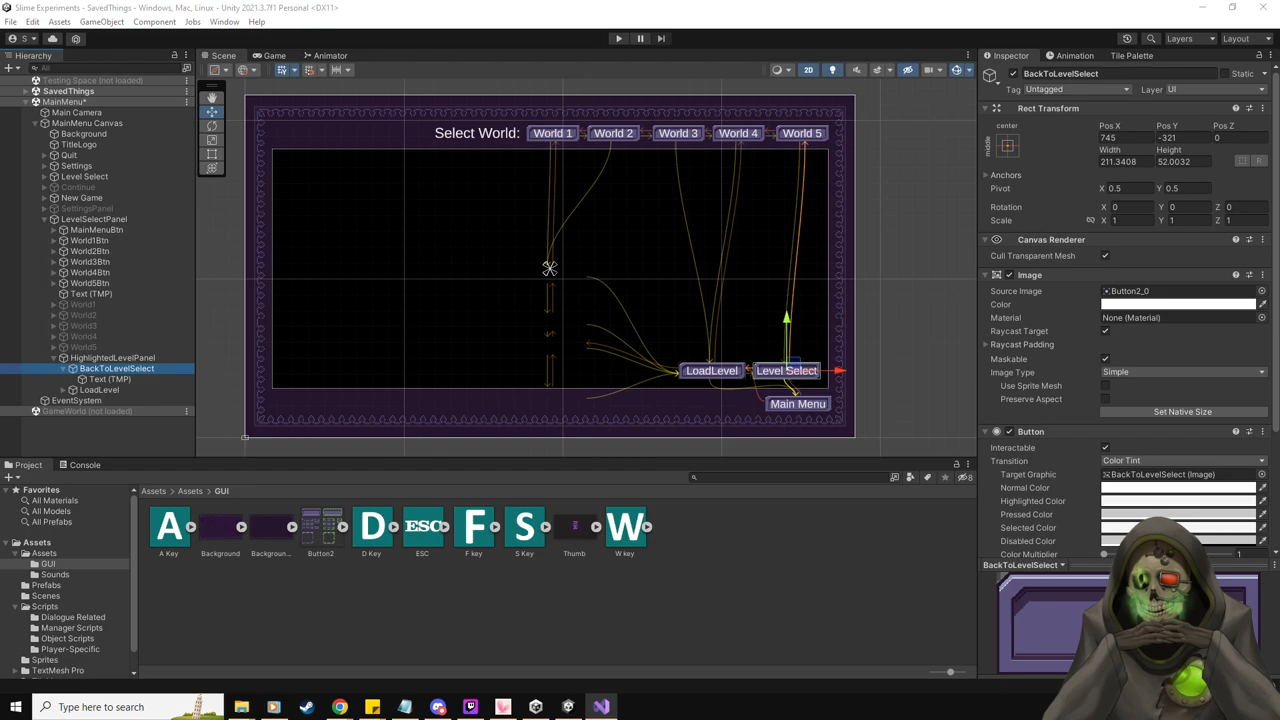 Slime Experiments - SavedThings - Windows, Mac, Linux - Unity 2021.3.7f1 Personal <DX11>
File Edit Assets GameObject Component Jobs Window Help
S Layers Layout
Hierarchy
All
Testing Space (not loaded)
SavedThings
MainMenu*
Main Camera
MainMenu Canvas
Background
TitleLogo
Quit
Settings
Level Select
Continue
New Game
SettingsPanel
LevelSelectPanel
MainMenuBtn
World1Btn
World2Btn
World3Btn
World4Btn
World5Btn
Text (TMP)
World1
World2
World3
World4
World5
HighlightedLevelPanel
BackToLevelSelect
Text (TMP)
LoadLevel
EventSystem
GameWorld (not loaded)
Scene Game Animator
2D
Select World: World 1 World 2 World 3 World 4 World 5
LoadLevel Level Select
Main Menu
Inspector Animation Tile Palette
BackToLevelSelect Static
Tag Untagged Layer UI
Rect Transform
center Pos X Pos Y Pos Z
middle 745 -321 0
Width Height
211.3408 52.0032
R
Anchors
Pivot X 0.5 Y 0.5
Rotation X 0 Y 0 Z 0
Scale X 1 Y 1 Z 1
Canvas Renderer
Cull Transparent Mesh
Image
Source Image Button2_0
Color
Material None (Material)
Raycast Target
Raycast Padding
Maskable
Image Type Simple
Use Sprite Mesh
Preserve Aspect
Set Native Size
Button
Interactable
Transition Color Tint
Target Graphic BackToLevelSelect (Image)
Normal Color
Highlighted Color
Pressed Color
Selected Color
Disabled Color
Color Multiplier 1
BackToLevelSelect
Project Console
8
Favorites
All Materials
All Models
All Prefabs
Assets
Assets
GUI
Sounds
Prefabs
Scenes
Scripts
Dialogue Related
Manager Scripts
Object Scripts
Player-Specific
Sprites
TextMesh Pro
Assets > Assets > GUI
A D ESC F S W
A Key Background Backgroun... Button2 D Key ESC F key S Key Thumb W key
Type here to search